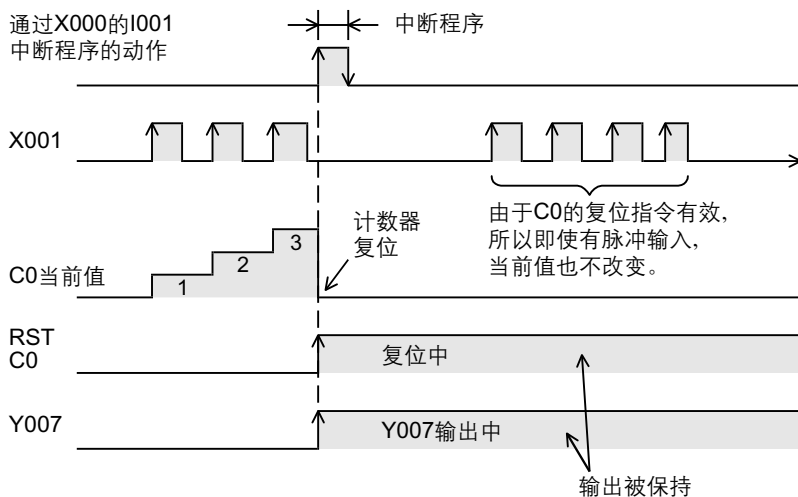 通过X000的I001
中断程序的动作
中断程序
X001
由于C0的复位指令有效，
所以即使有脉冲输入，
当前值也不改变。
计数器
复位
C0当前值
1
2
3
RST
C0
复位中
Y007
Y007输出中
输出被保持